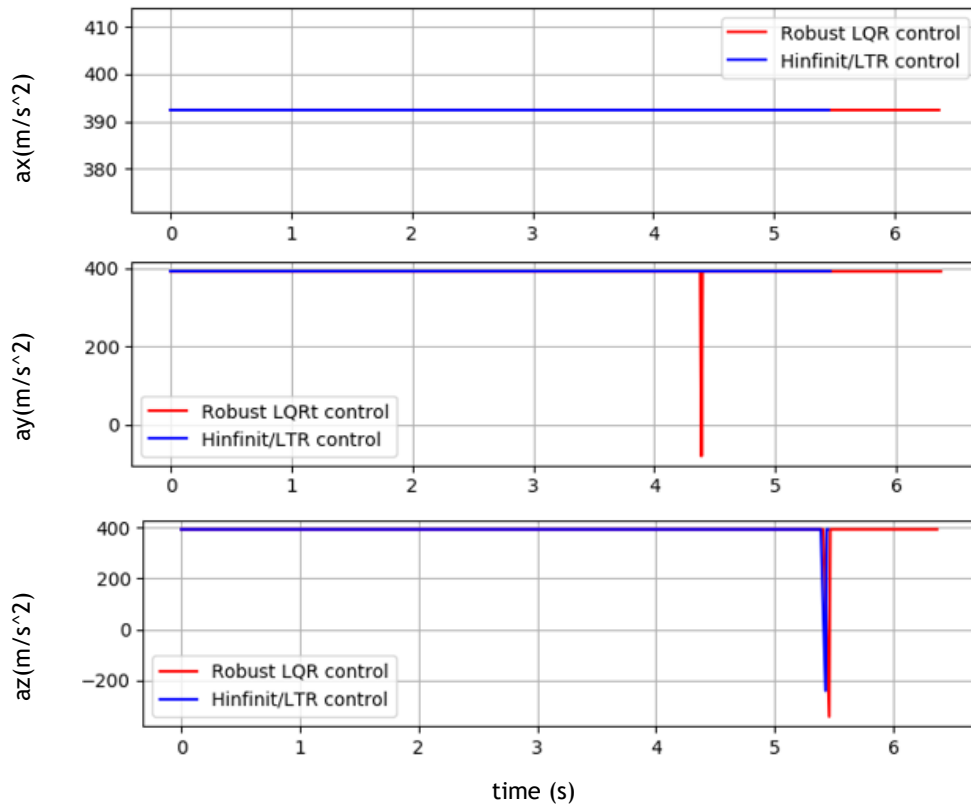 410
400
390
380
ax(m/s^2)
Robust LQR control
Hinfinit/LTR control
0 1 2 3 4 5 6
400
200
0
ay(m/s^2)
Robust LQRt control
Hinfinit/LTR control
0 1 2 3 4 5 6
400
200
0
−200
az(m/s^2)
Robust LQR control
Hinfinit/LTR control
0 1 2 3 4 5 6
time (s)